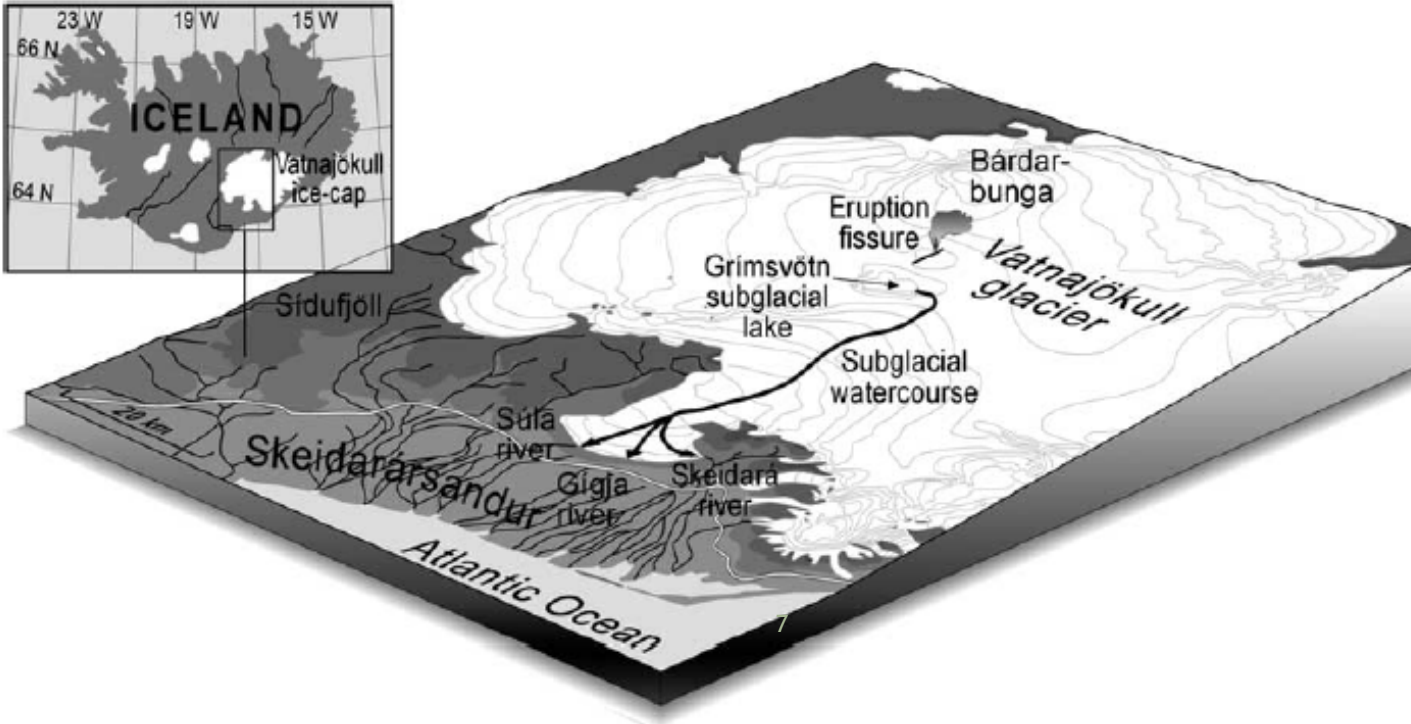 23 W 19 W 15 W
66 N
ICELAND
Vatnajökull
ice-cap
64 N
Bárdar-
bunga
Eruption
fissure
Vatnajökull
glacier
Grímsvötn
subglacial
lake
Sídufjöll
Subglacial
watercourse
20 km
Súla
river
Skeidarársandur
Gígja
river
Skeidará
river
Atlantic Ocean
7